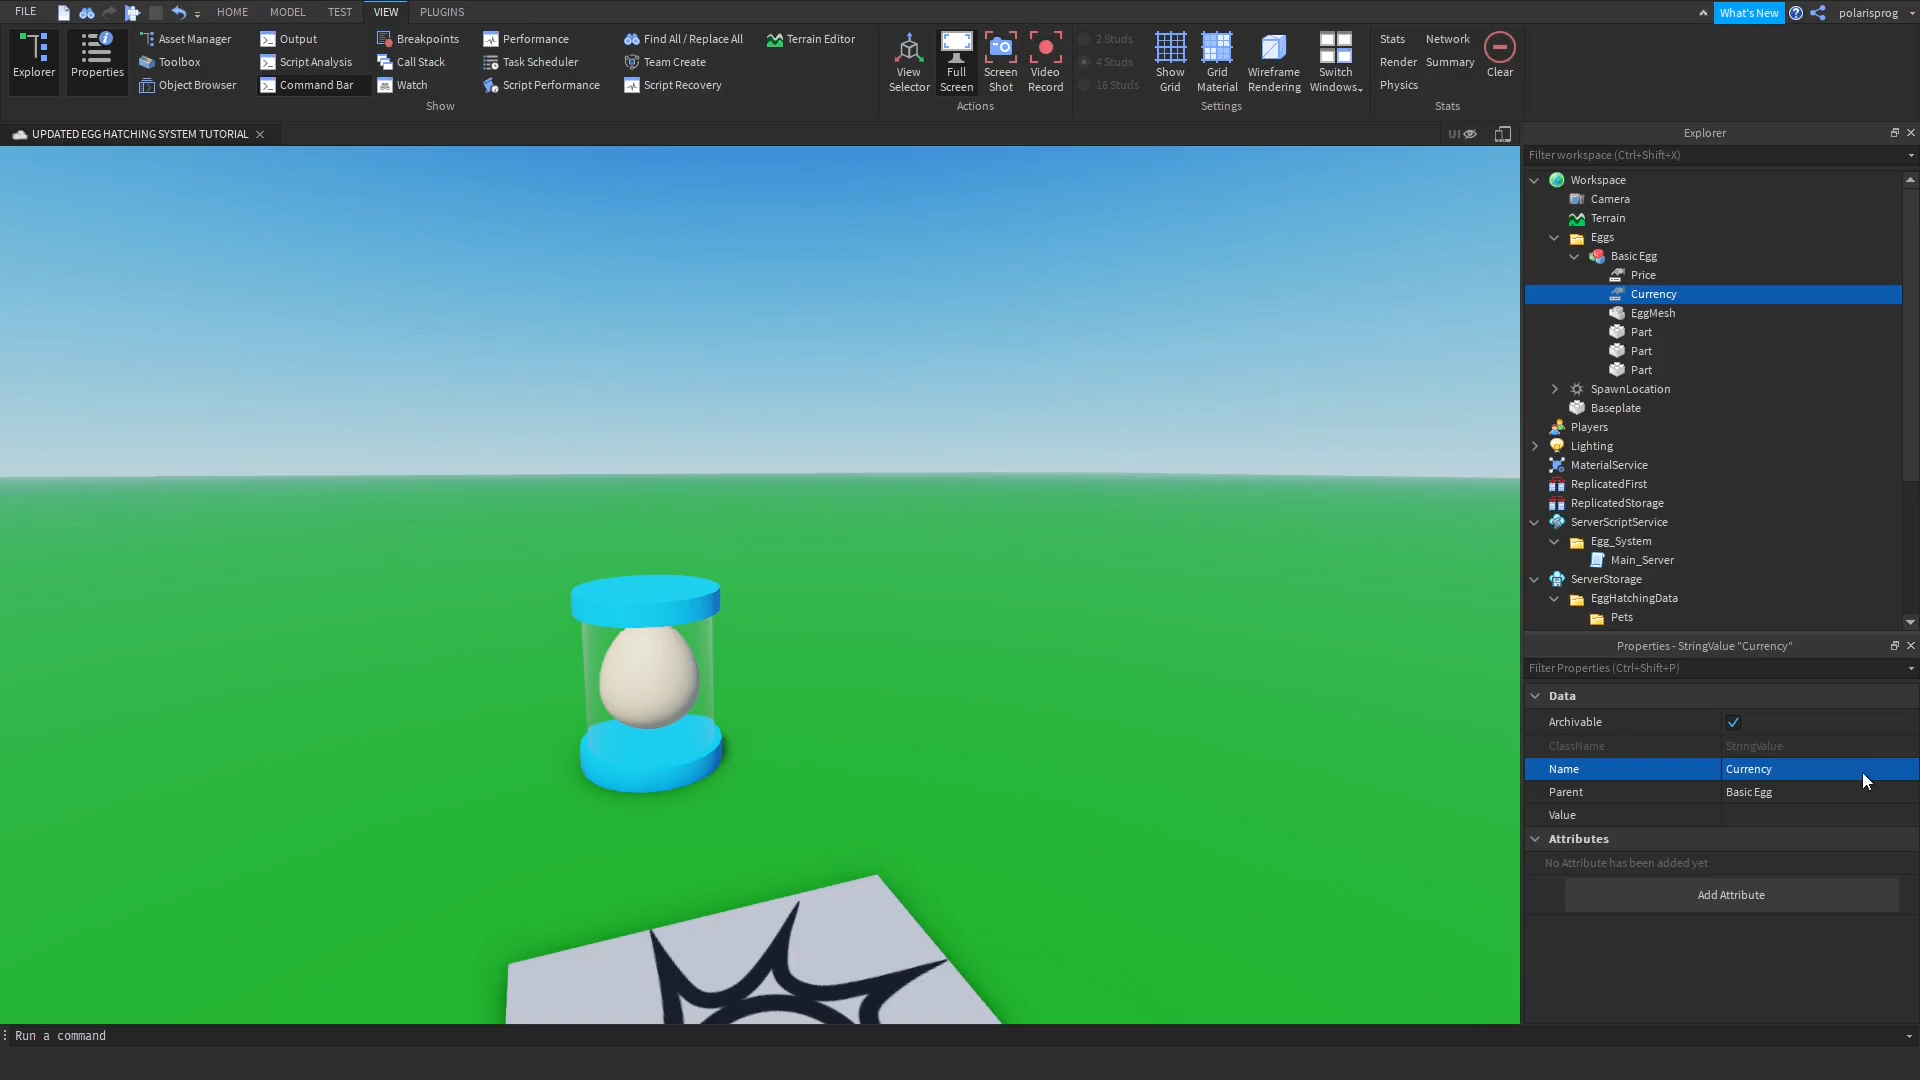 FILE
HOME
MODEL
TEST
VIEW
PLUGINS
What's New
polarisprog
Explorer
Properties
Asset Manager
Toolbox
Object Browser
Output
Script Analysis
Command Bar
Breakpoints
Call Stack
Watch
Performance
Task Scheduler
Script Performance
Find All / Replace All
Team Create
Script Recovery
Terrain Editor
Show
View
Selector
Full
Screen
Screen
Shot
Video
Record
Actions
2 Studs
4 Studs
16 Studs
Show
Grid
Grid
Material
Wireframe
Rendering
Switch
Windows
Settings
Stats
Network
Render
Summary
Physics
Clear
Stats
UPDATED EGG HATCHING SYSTEM TUTORIAL
UI
Explorer
Filter workspace (Ctrl+Shift+X)
Workspace
Camera
Terrain
Eggs
Basic Egg
Price
Currency
EggMesh
Part
Part
Part
SpawnLocation
Baseplate
Players
Lighting
MaterialService
ReplicatedFirst
ReplicatedStorage
ServerScriptService
Egg_System
Main_Server
ServerStorage
EggHatchingData
Pets
Properties - StringValue "Currency"
Filter Properties (Ctrl+Shift+P)
Data
Archivable
ClassName StringValue
Name Currency
Parent Basic Egg
Value
Attributes
No Attribute has been added yet
Add Attribute
Run a command